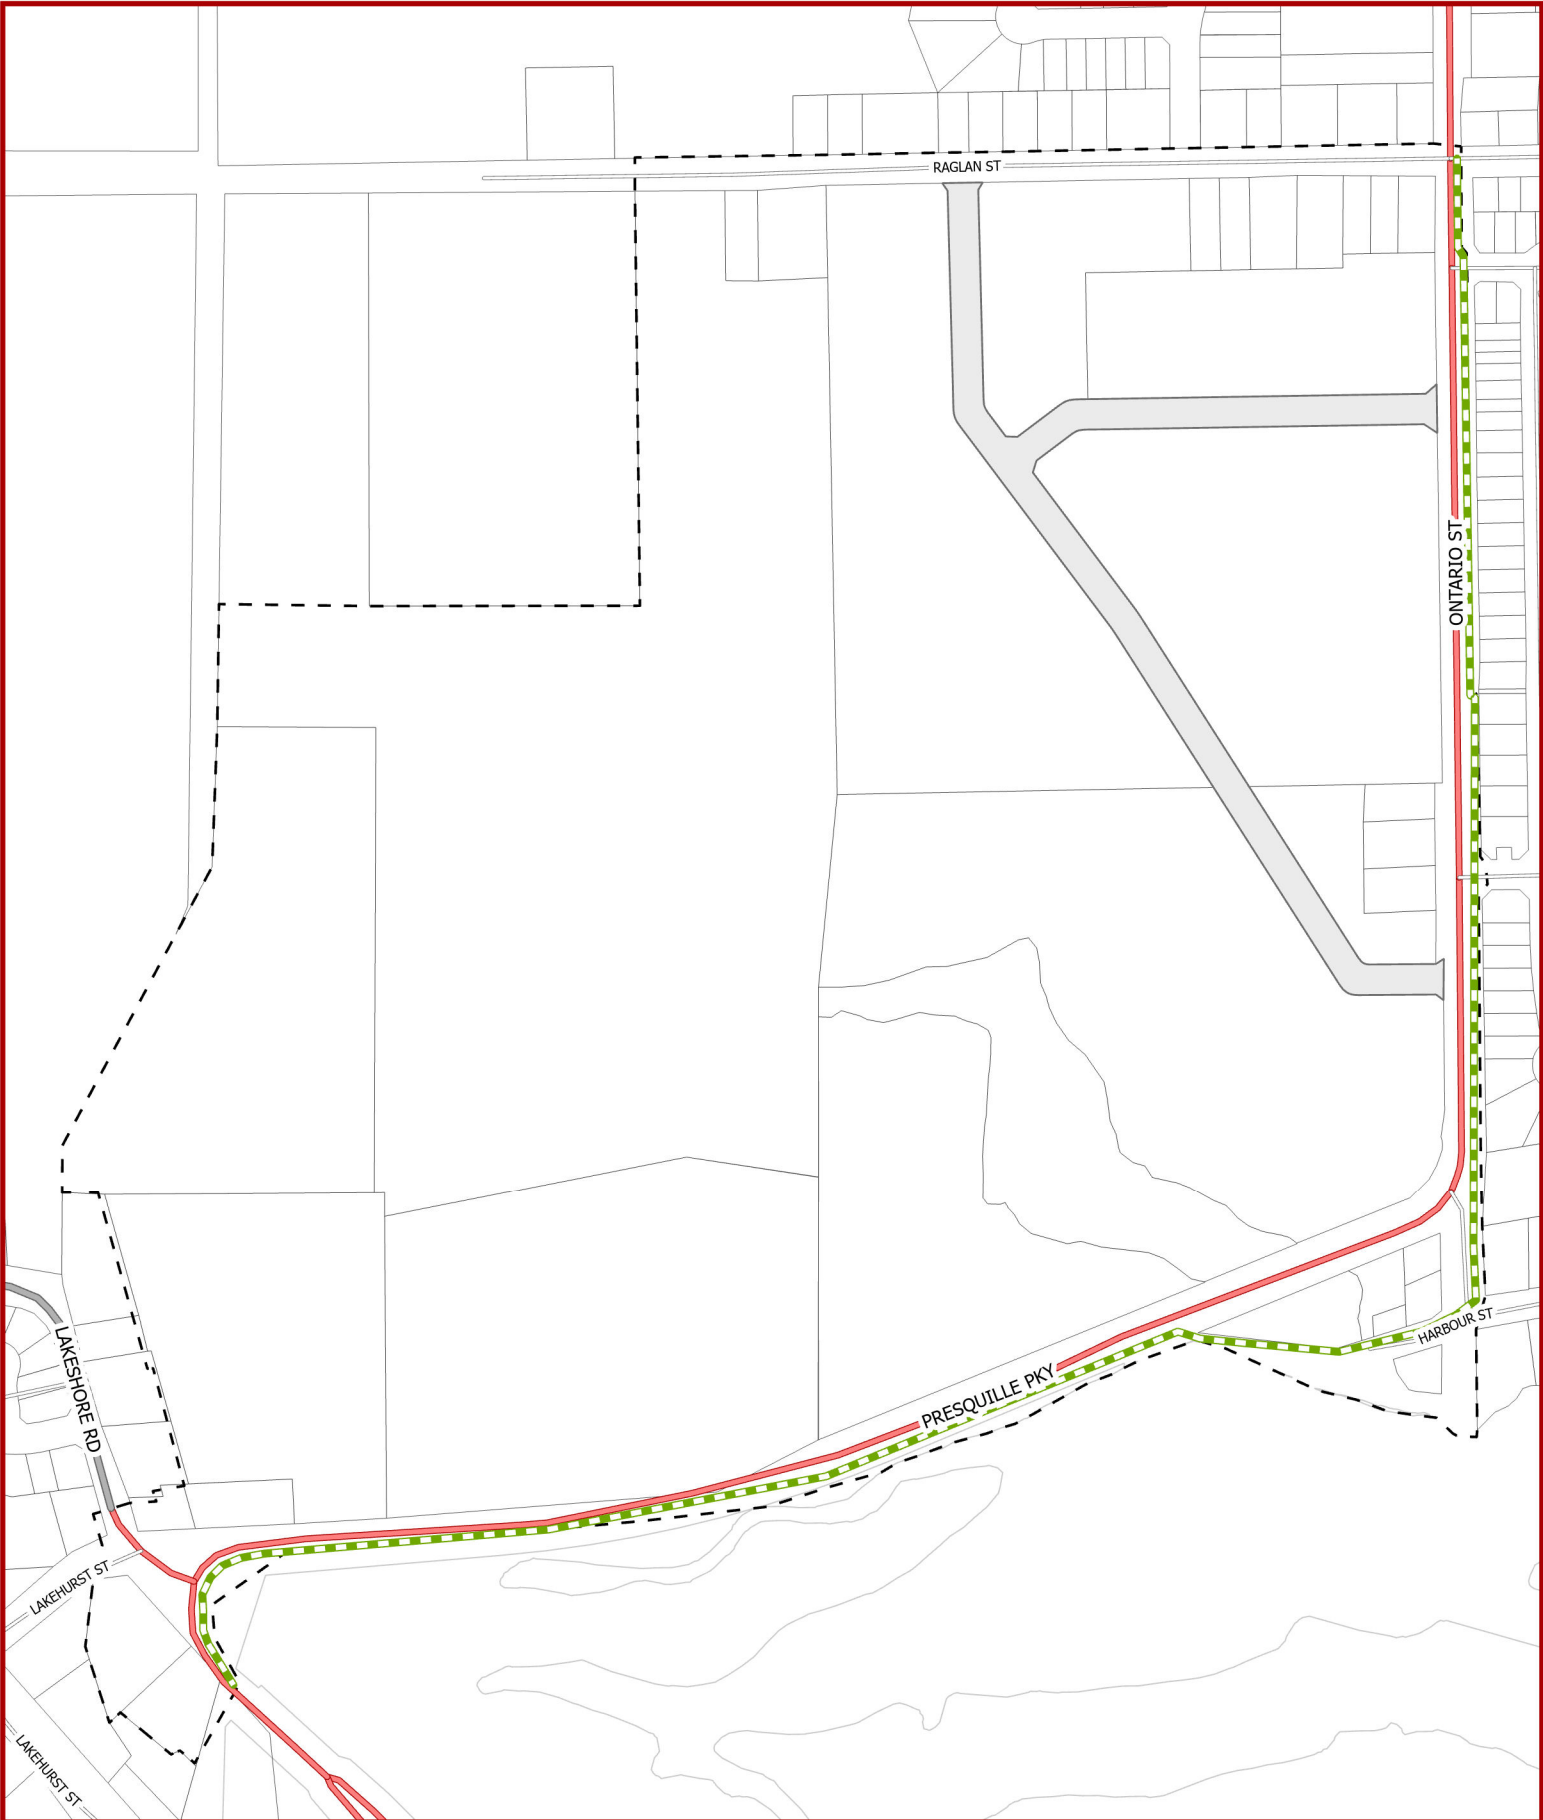 RAGLAN ST
ONTARIO ST
HARBOUR ST
LAKESHORE RD
PRESQUILLE PKY
LAKEHURST ST
LAKEHURST ST